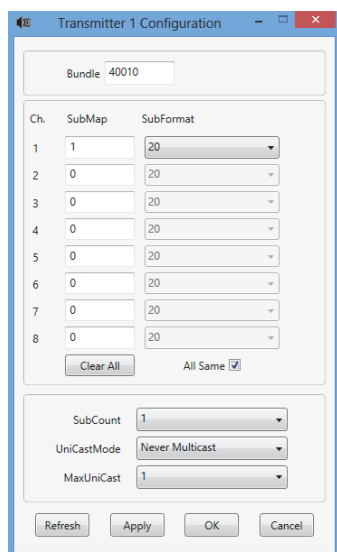 Transmitter 1 Configuration
Bundle 40010
Ch. SubMap SubFormat
1 1 20
2 0 20
3 0 20
4 0 20
5 0 20
6 0 20
7 0 20
8 0 20
Clear All All Same
SubCount 1
UniCastMode Never Multicast
MaxUniCast 1
Refresh Apply OK Cancel